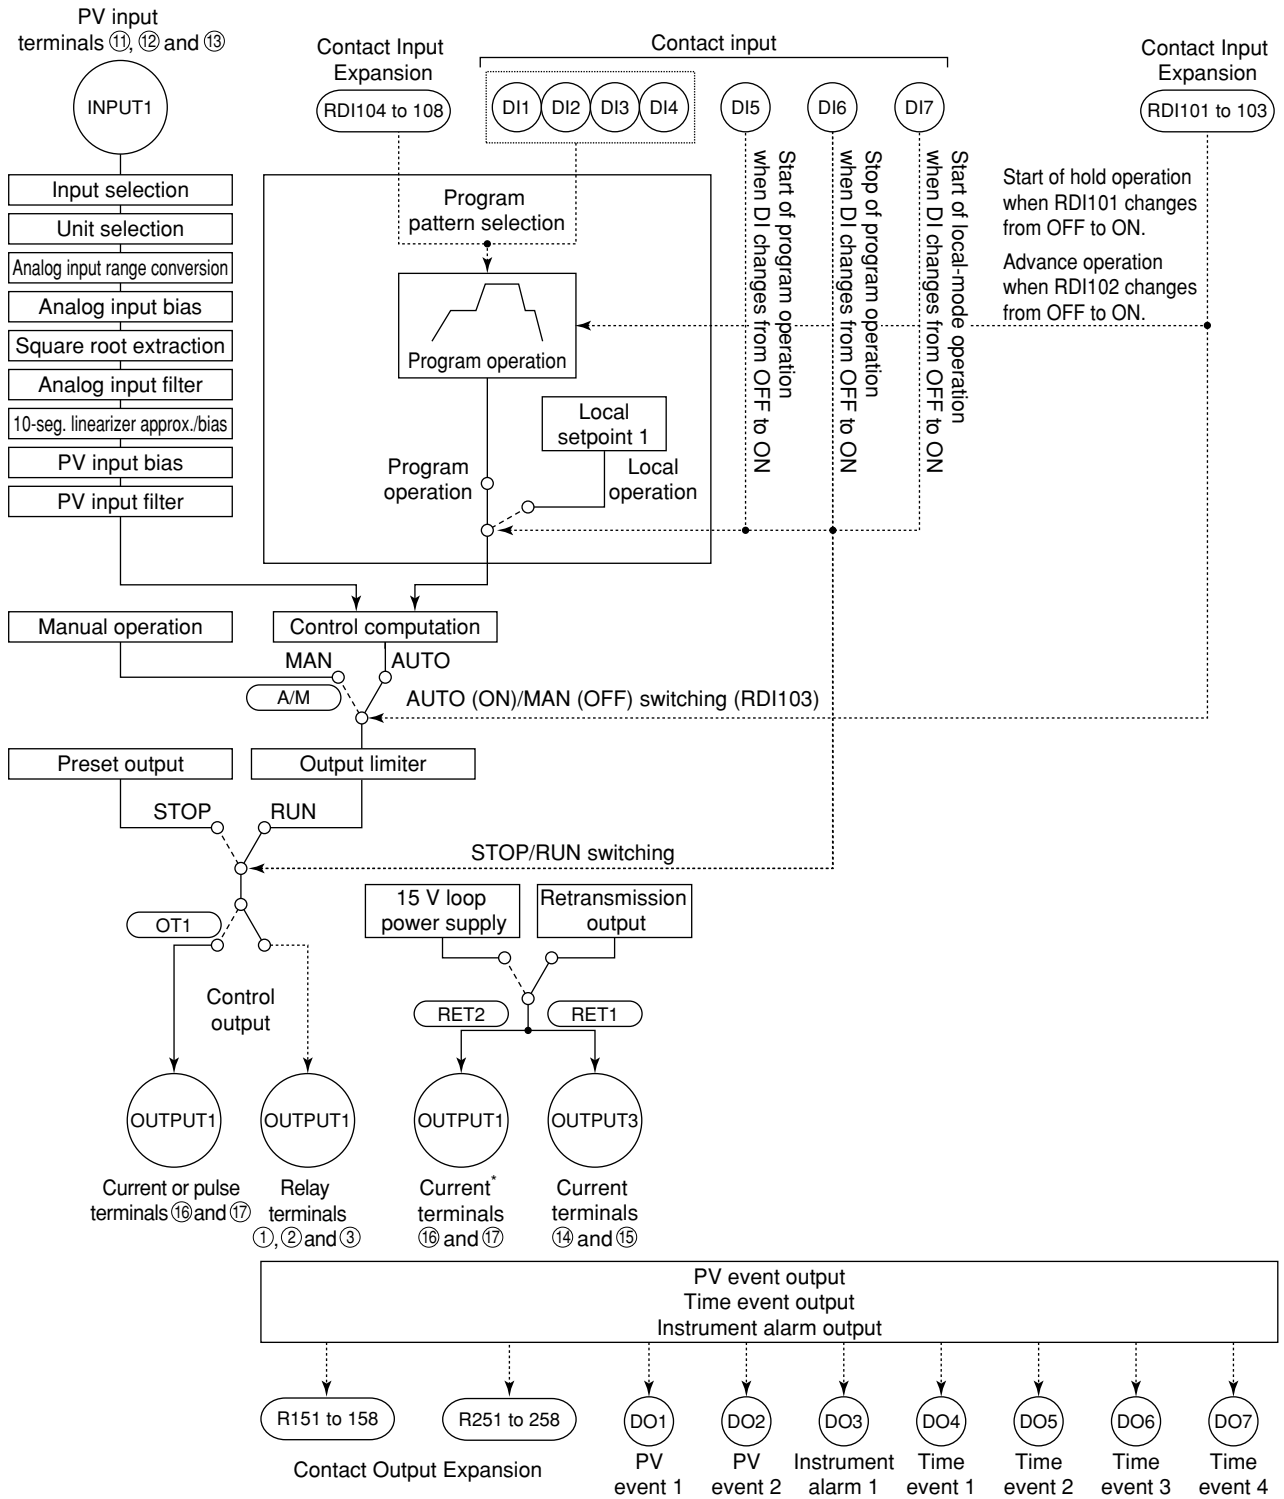 PV input
terminals ⑪, ⑫ and ⑬
INPUT1
Input selection
Unit selection
Analog input range conversion
Analog input bias
Square root extraction
Analog input filter
10-seg. linearizer approx./bias
PV input bias
PV input filter
Contact Input
Expansion
RDI104 to 108
Contact input
DI1
DI2
DI3
DI4
DI5
DI6
DI7
Contact Input
Expansion
RDI101 to 103
Start of program operation
when DI changes from OFF to ON
Stop of program operation
when DI changes from OFF to ON
Start of local-mode operation
when DI changes from OFF to ON
Start of hold operation
when RDI101 changes
from OFF to ON.
Advance operation
when RDI102 changes
from OFF to ON.
Program
pattern selection
Program operation
Local
setpoint 1
Program
operation
Local
operation
Manual operation
Control computation
MAN
AUTO
A/M
AUTO (ON)/MAN (OFF) switching (RDI103)
Preset output
Output limiter
STOP
RUN
STOP/RUN switching
OT1
Control
output
15 V loop
power supply
Retransmission
output
RET2
RET1
OUTPUT1
OUTPUT1
OUTPUT1
OUTPUT3
Current or pulse
terminals ⑯ and ⑰
Relay
terminals
①, ② and ③
Current*
terminals
⑯ and ⑰
Current
terminals
⑭ and ⑮
PV event output
Time event output
Instrument alarm output
R151 to 158
R251 to 258
Contact Output Expansion
DO1
DO2
DO3
DO4
DO5
DO6
DO7
PV
event 1
PV
event 2
Instrument
alarm 1
Time
event 1
Time
event 2
Time
event 3
Time
event 4